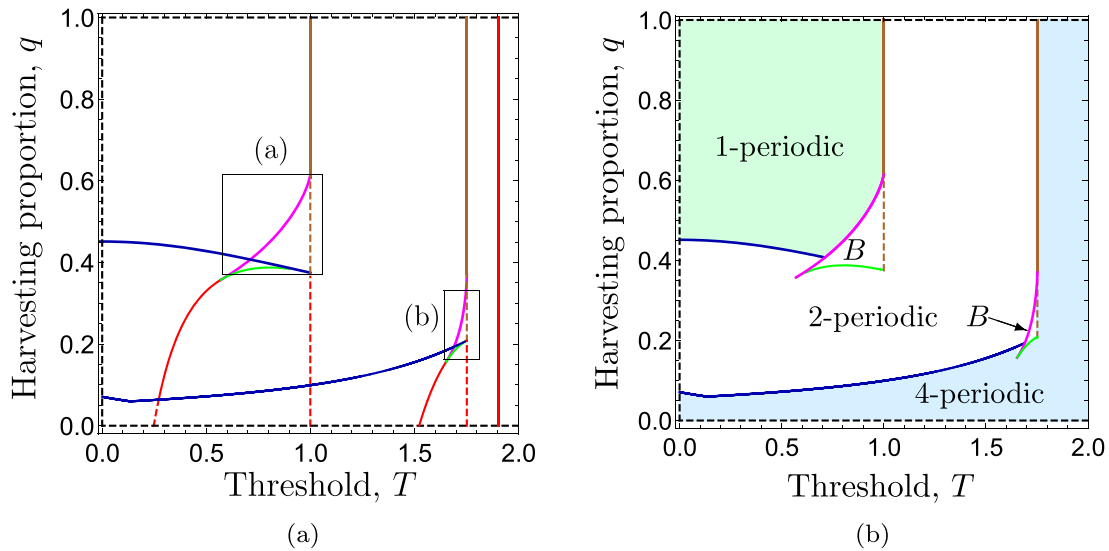 Harvesting proportion, q
1.0
0.8
0.6
0.4
0.2
0.0
(a)
(b)
0.0 0.5 1.0 1.5 2.0
Threshold, T
(a)
Harvesting proportion, q
1.0
0.8
0.6
0.4
0.2
0.0
1-periodic
B
2-periodic
B
4-periodic
0.0 0.5 1.0 1.5 2.0
Threshold, T
(b)